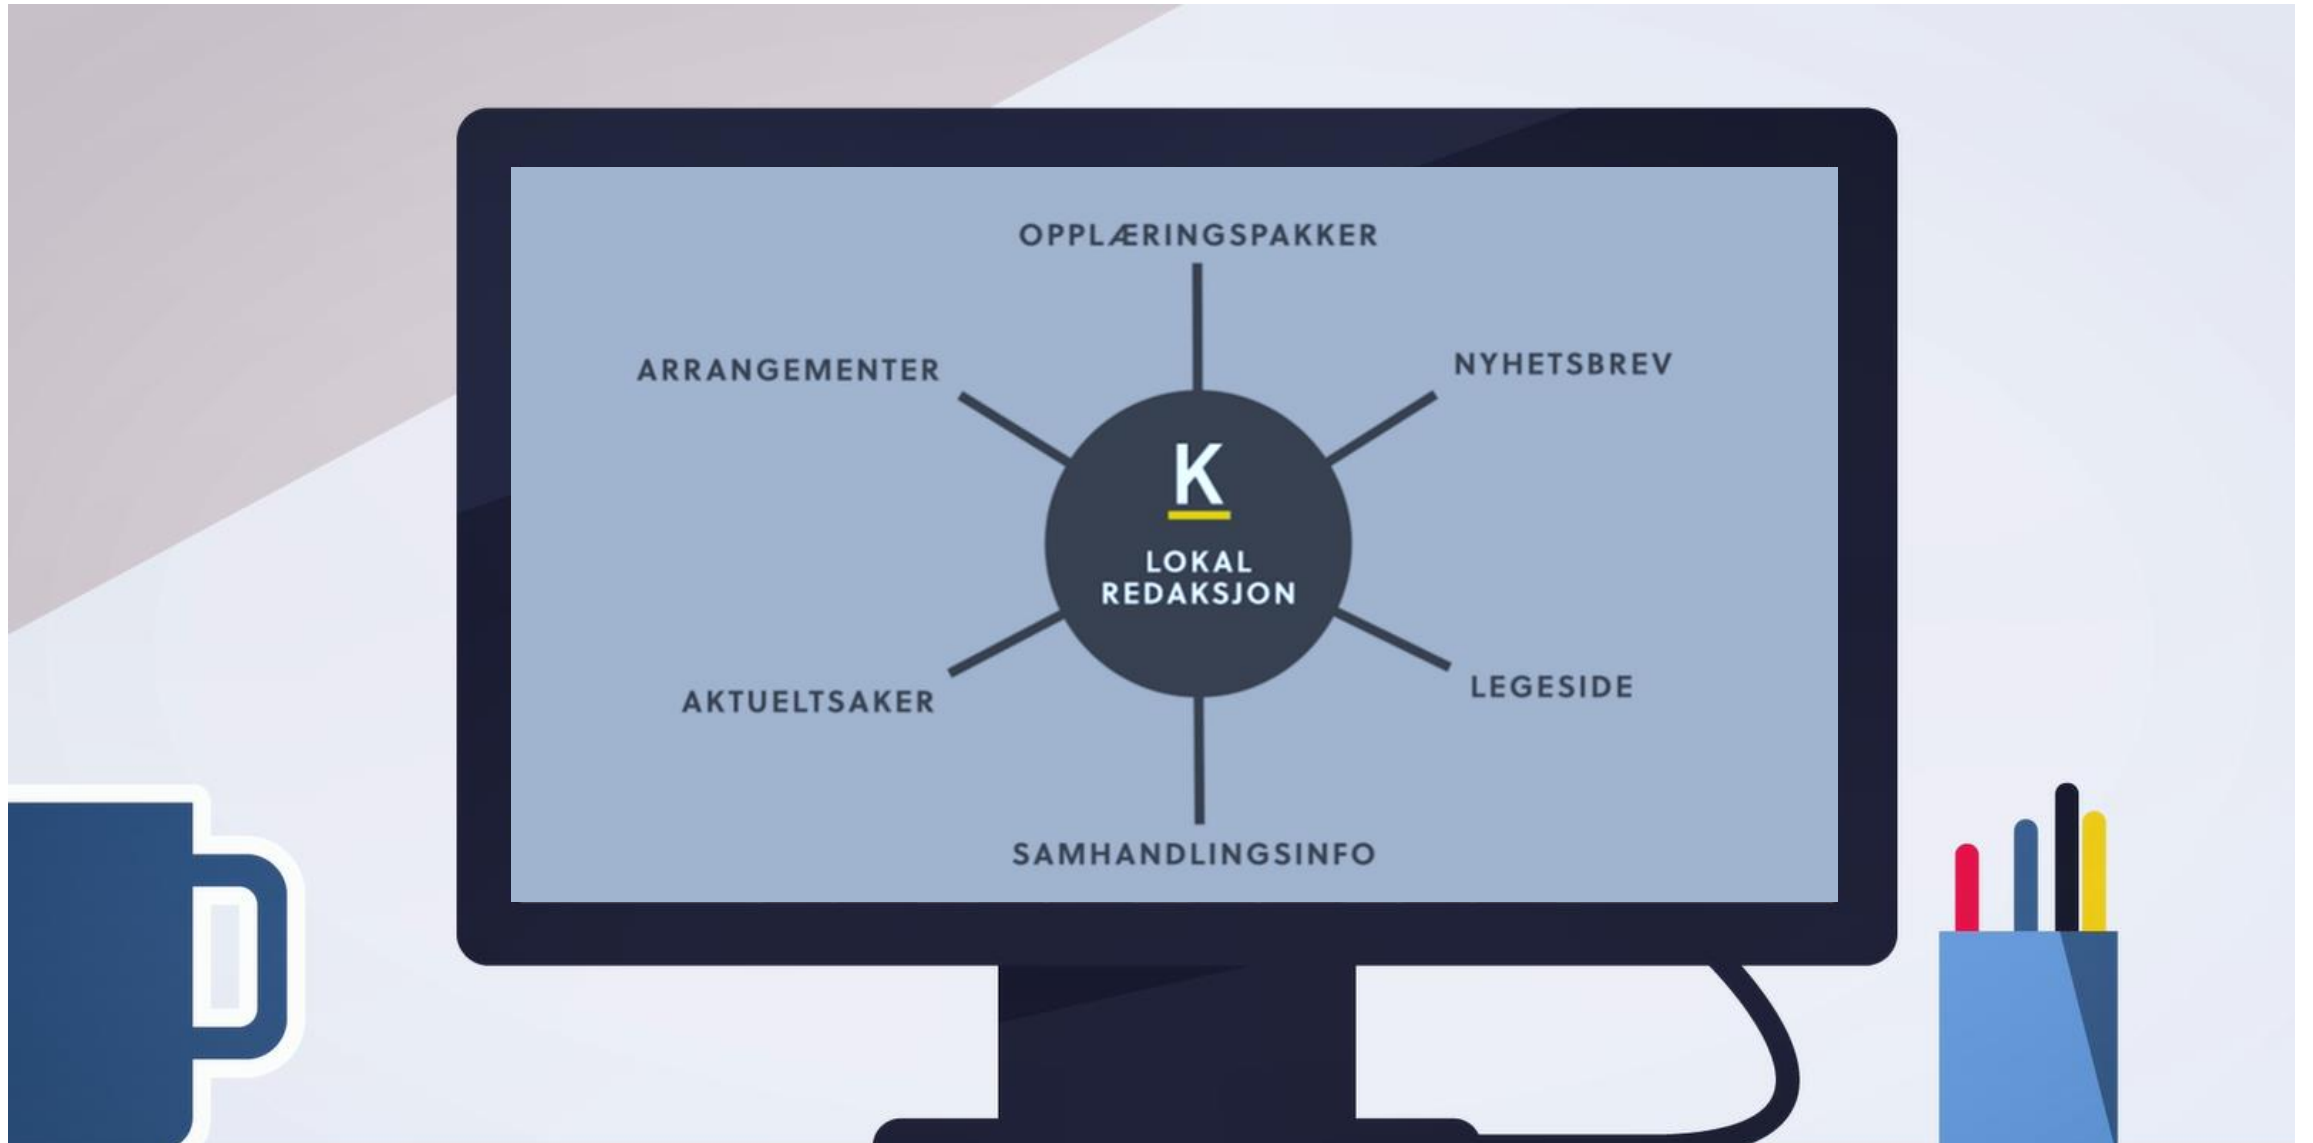 OPPLÆRINGSPAKKER
ARRANGEMENTER
NYHETSBREV
K
LOKAL
REDAKSJON
AKTUELTSAKER
LEGESIDE
SAMHANDLINGSINFO